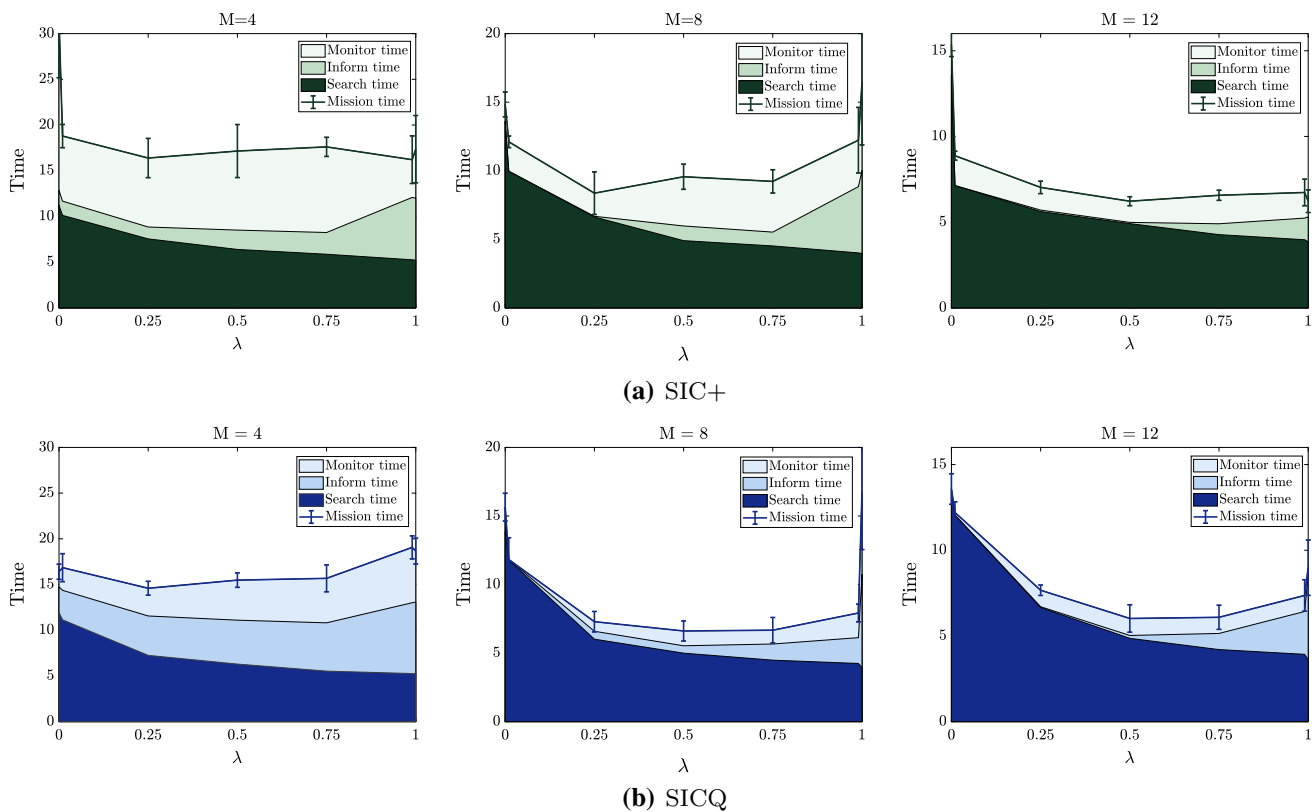 M=4
M=8
M = 12
30
25
20
15
10
5
0
Time
0 0.25 0.5 0.75 1
λ
Monitor time
Inform time
Search time
Mission time
20
15
10
5
0
Time
0 0.25 0.5 0.75 1
λ
Monitor time
Inform time
Search time
Mission time
15
10
5
0
Time
0 0.25 0.5 0.75 1
λ
Monitor time
Inform time
Search time
Mission time
(a) SIC+
M = 4
M = 8
M = 12
30
25
20
15
10
5
0
Time
0 0.25 0.5 0.75 1
λ
Monitor time
Inform time
Search time
Mission time
20
15
10
5
0
Time
0 0.25 0.5 0.75 1
λ
Monitor time
Inform time
Search time
Mission time
15
10
5
0
Time
0 0.25 0.5 0.75 1
λ
Monitor time
Inform time
Search time
Mission time
(b) SICQ